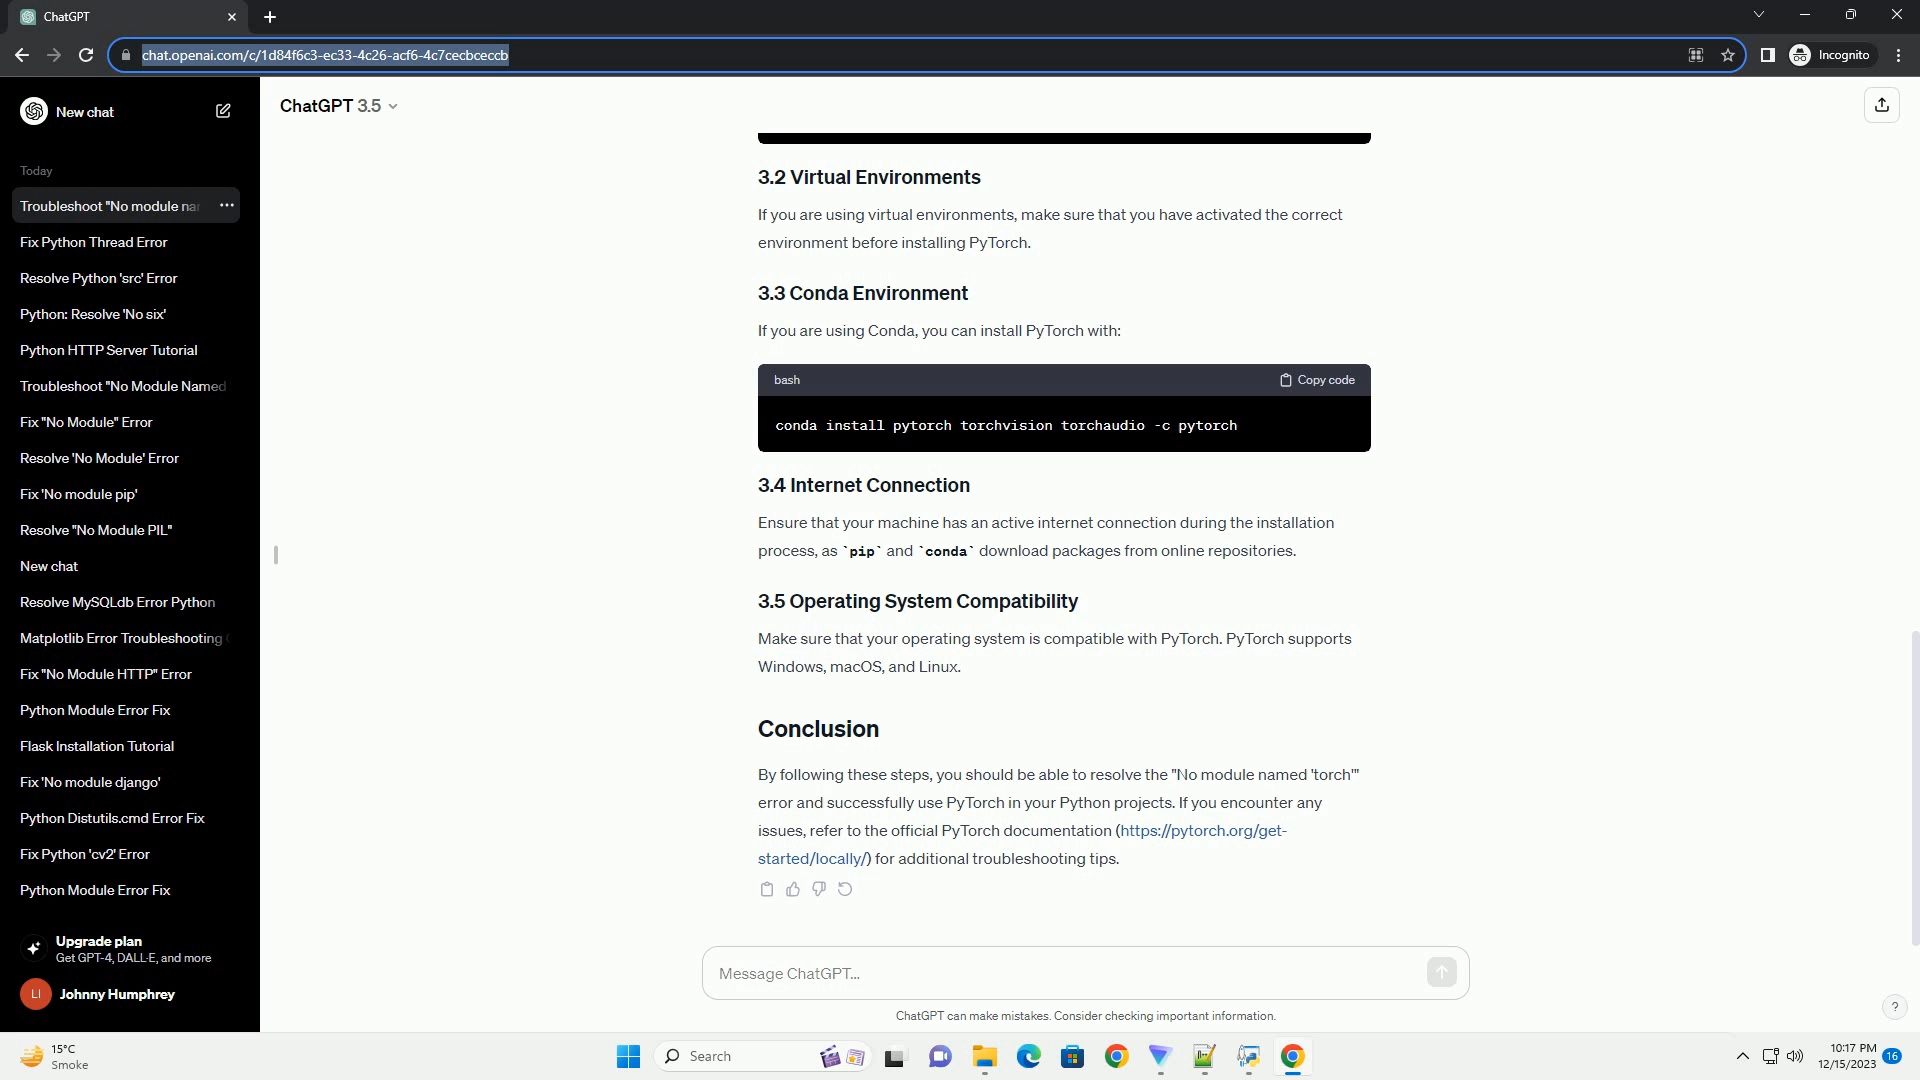 ChatGPT
chat.openai.com/c/1d84f6c3-ec33-4c26-acf6-4c7cecbceccb
Incognito
New chat
ChatGPT 3.5
Today
Troubleshoot "No module nar
Fix Python Thread Error
Resolve Python 'src' Error
Python: Resolve 'No six'
Python HTTP Server Tutorial
Troubleshoot "No Module Named
Fix "No Module" Error
Resolve 'No Module' Error
Fix 'No module pip'
Resolve "No Module PIL"
New chat
Resolve MySQLdb Error Python
Matplotlib Error Troubleshooting
Fix "No Module HTTP" Error
Python Module Error Fix
Flask Installation Tutorial
Fix 'No module django'
Python Distutils.cmd Error Fix
Fix Python 'cv2' Error
Python Module Error Fix
Upgrade plan
Get GPT-4, DALL·E, and more
LI
Johnny Humphrey
3.2 Virtual Environments
If you are using virtual environments, make sure that you have activated the correct
environment before installing PyTorch.
3.3 Conda Environment
If you are using Conda, you can install PyTorch with:
bash
Copy code
conda install pytorch torchvision torchaudio -c pytorch
3.4 Internet Connection
Ensure that your machine has an active internet connection during the installation
process, as `pip` and `conda` download packages from online repositories.
3.5 Operating System Compatibility
Make sure that your operating system is compatible with PyTorch. PyTorch supports
Windows, macOS, and Linux.
Conclusion
By following these steps, you should be able to resolve the "No module named 'torch'"
error and successfully use PyTorch in your Python projects. If you encounter any
issues, refer to the official PyTorch documentation (https://pytorch.org/get-
started/locally/) for additional troubleshooting tips.
Message ChatGPT...
ChatGPT can make mistakes. Consider checking important information.
?
15°C
Smoke
Search
10:17 PM
12/15/2023
16